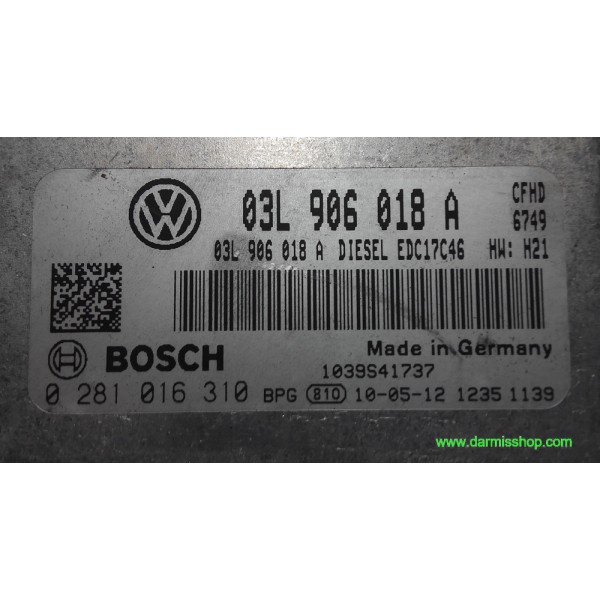 03L 906 018 A CFHD
6749
03L 906 018 A DIESEL EDC17C46 HW: H21
BOSCH Made in Germany
1039S41737
0 281 016 310 BPG 810 10-05-12 1235 1139
www.darmisshop.com